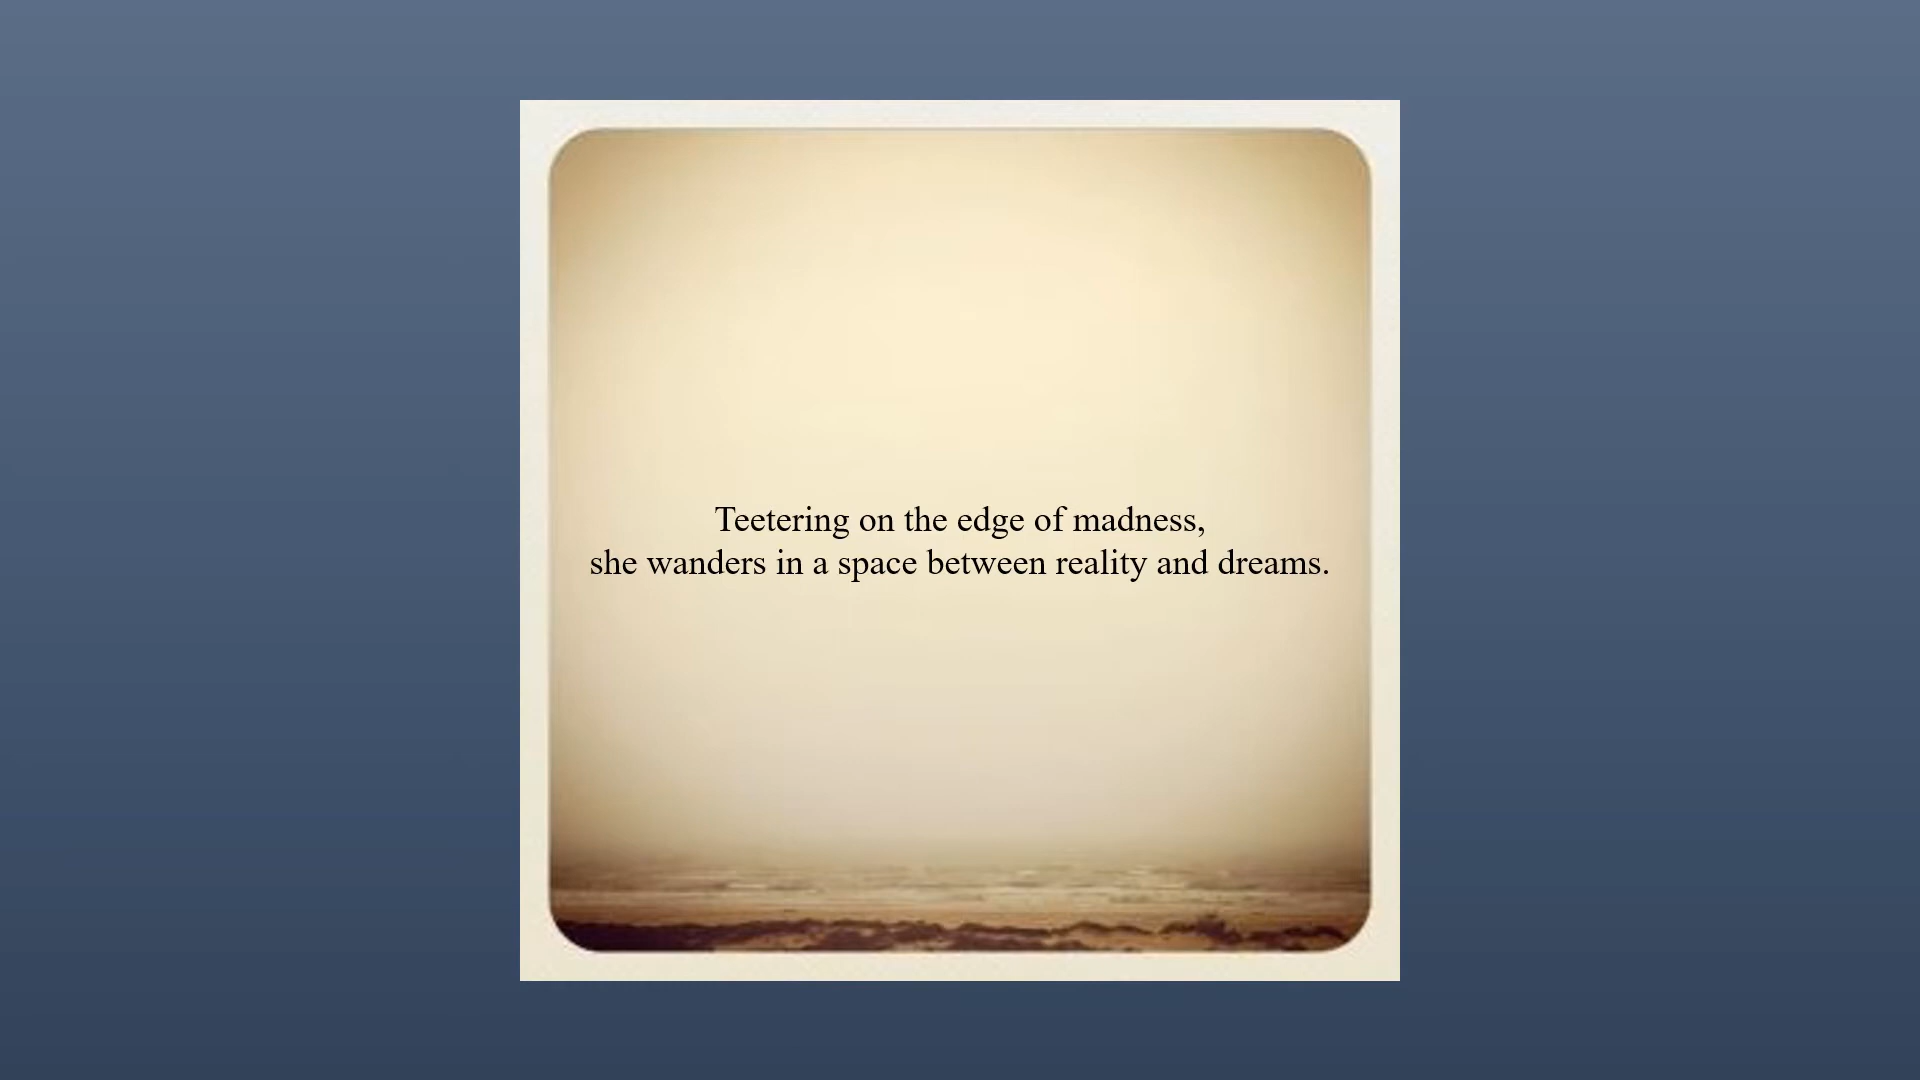 Teetering on the edge of madness,
she wanders in a space between reality and dreams.